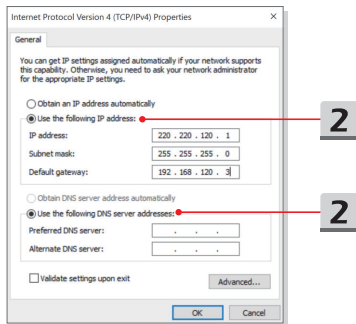 Internet Protocol Version 4 (TCP/IPv4) Properties
General
You can get IP settings assigned automatically if your network supports
this capability. Otherwise, you need to ask your network administrator
for the appropriate IP settings.
Obtain an IP address automatically
Use the following IP address:
2
IP address: 220 . 220 . 120 . 1
Subnet mask: 255 . 255 . 255 . 0
Default gateway: 192 . 168 . 120 . 3
Obtain DNS server address automatically
Use the following DNS server addresses:
2
Preferred DNS server: . . .
Alternate DNS server: . . .
Validate settings upon exit
Advanced...
OK Cancel